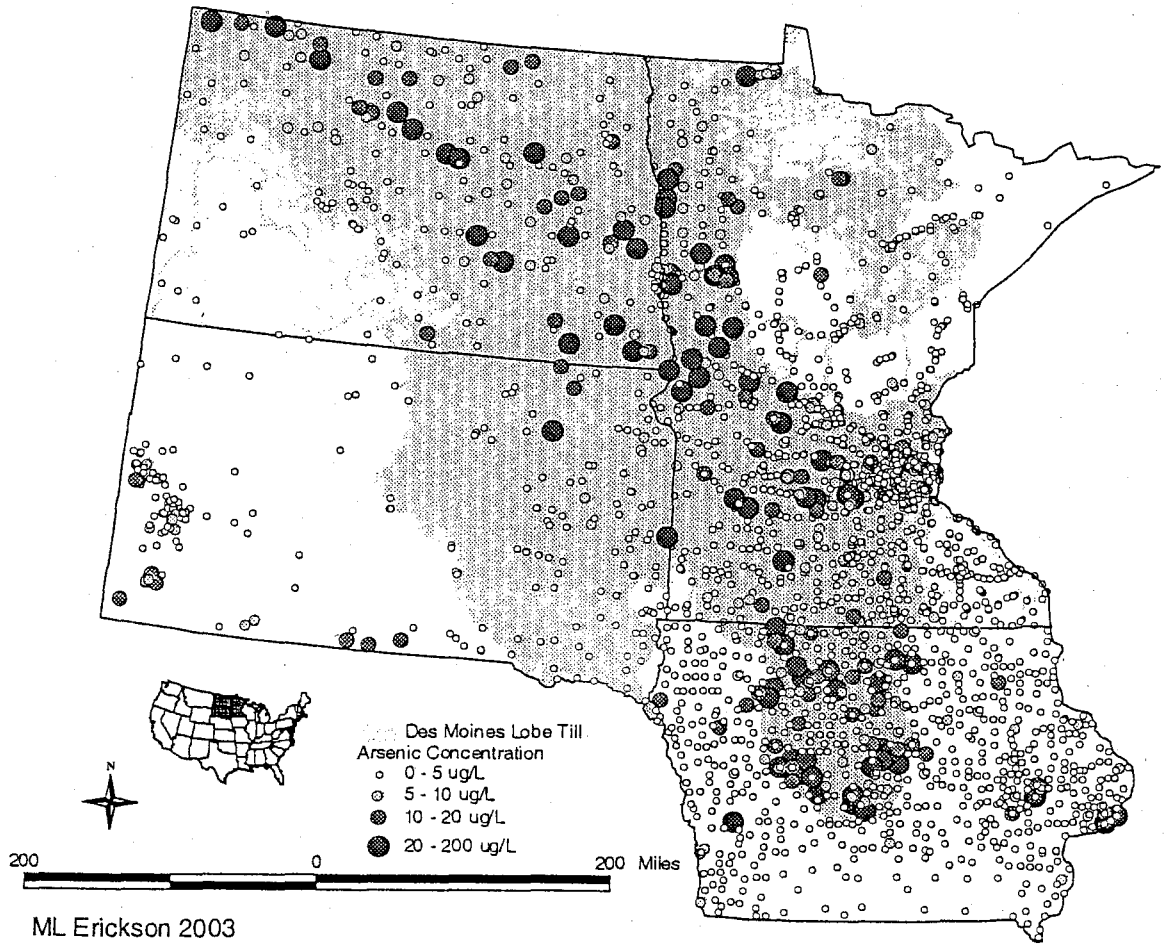 N
Des Moines Lobe Till
Arsenic Concentration
0 - 5 ug/L
5 - 10 ug/L
10 - 20 ug/L
20 - 200 ug/L
200 0 200 Miles
ML Erickson 2003